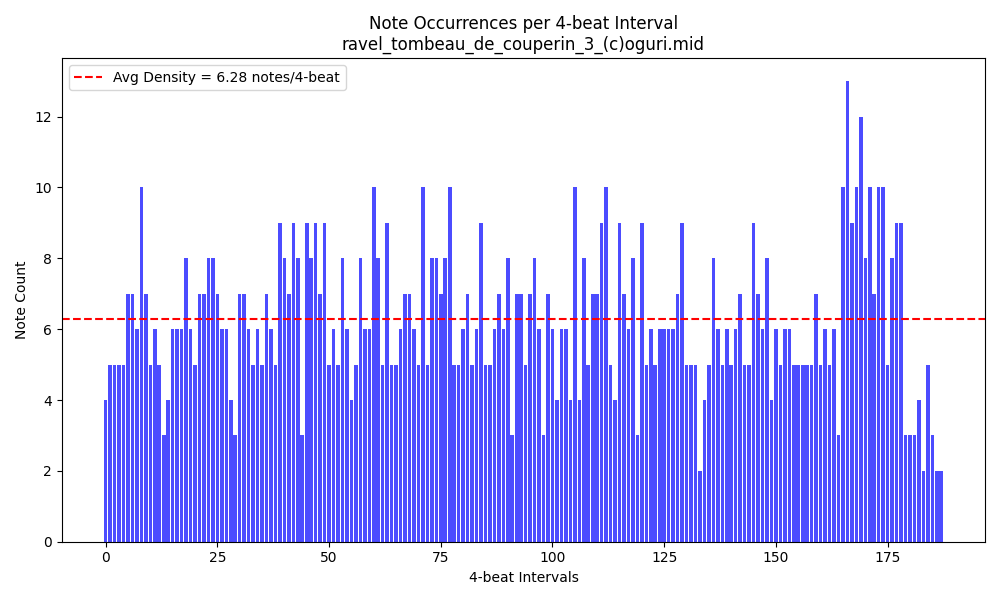 Note Occurrences per 4-beat Interval
ravel_tombeau_de_couperin_3_(c)oguri.mid
Avg Density = 6.28 notes/4-beat
Note Count
12
10
8
6
4
2
0
0 25 50 75 100 125 150 175
4-beat Intervals